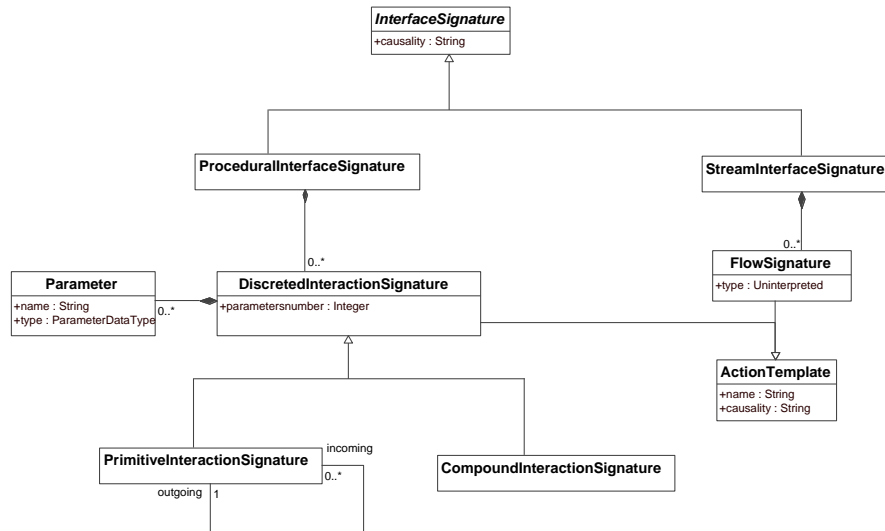 InterfaceSignature
+causality : String
ProceduralInterfaceSignature
StreamInterfaceSignature
0..*
0..*
Parameter
+name : String
+type : ParameterDataType
0..*
DiscretedInteractionSignature
+parametersnumber : Integer
FlowSignature
+type : Uninterpreted
ActionTemplate
+name : String
+causality : String
PrimitiveInteractionSignature
incoming
0..*
outgoing
1
CompoundInteractionSignature